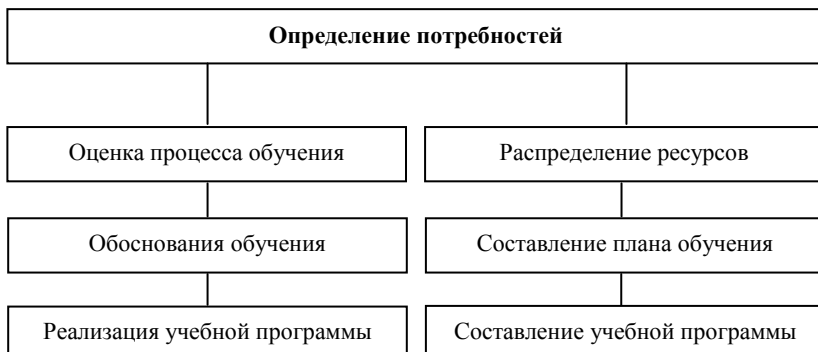 Определение потребностей
Оценка процесса обучения
Распределение ресурсов
Обоснования обучения
Составление плана обучения
Реализация учебной программы
Составление учебной программы